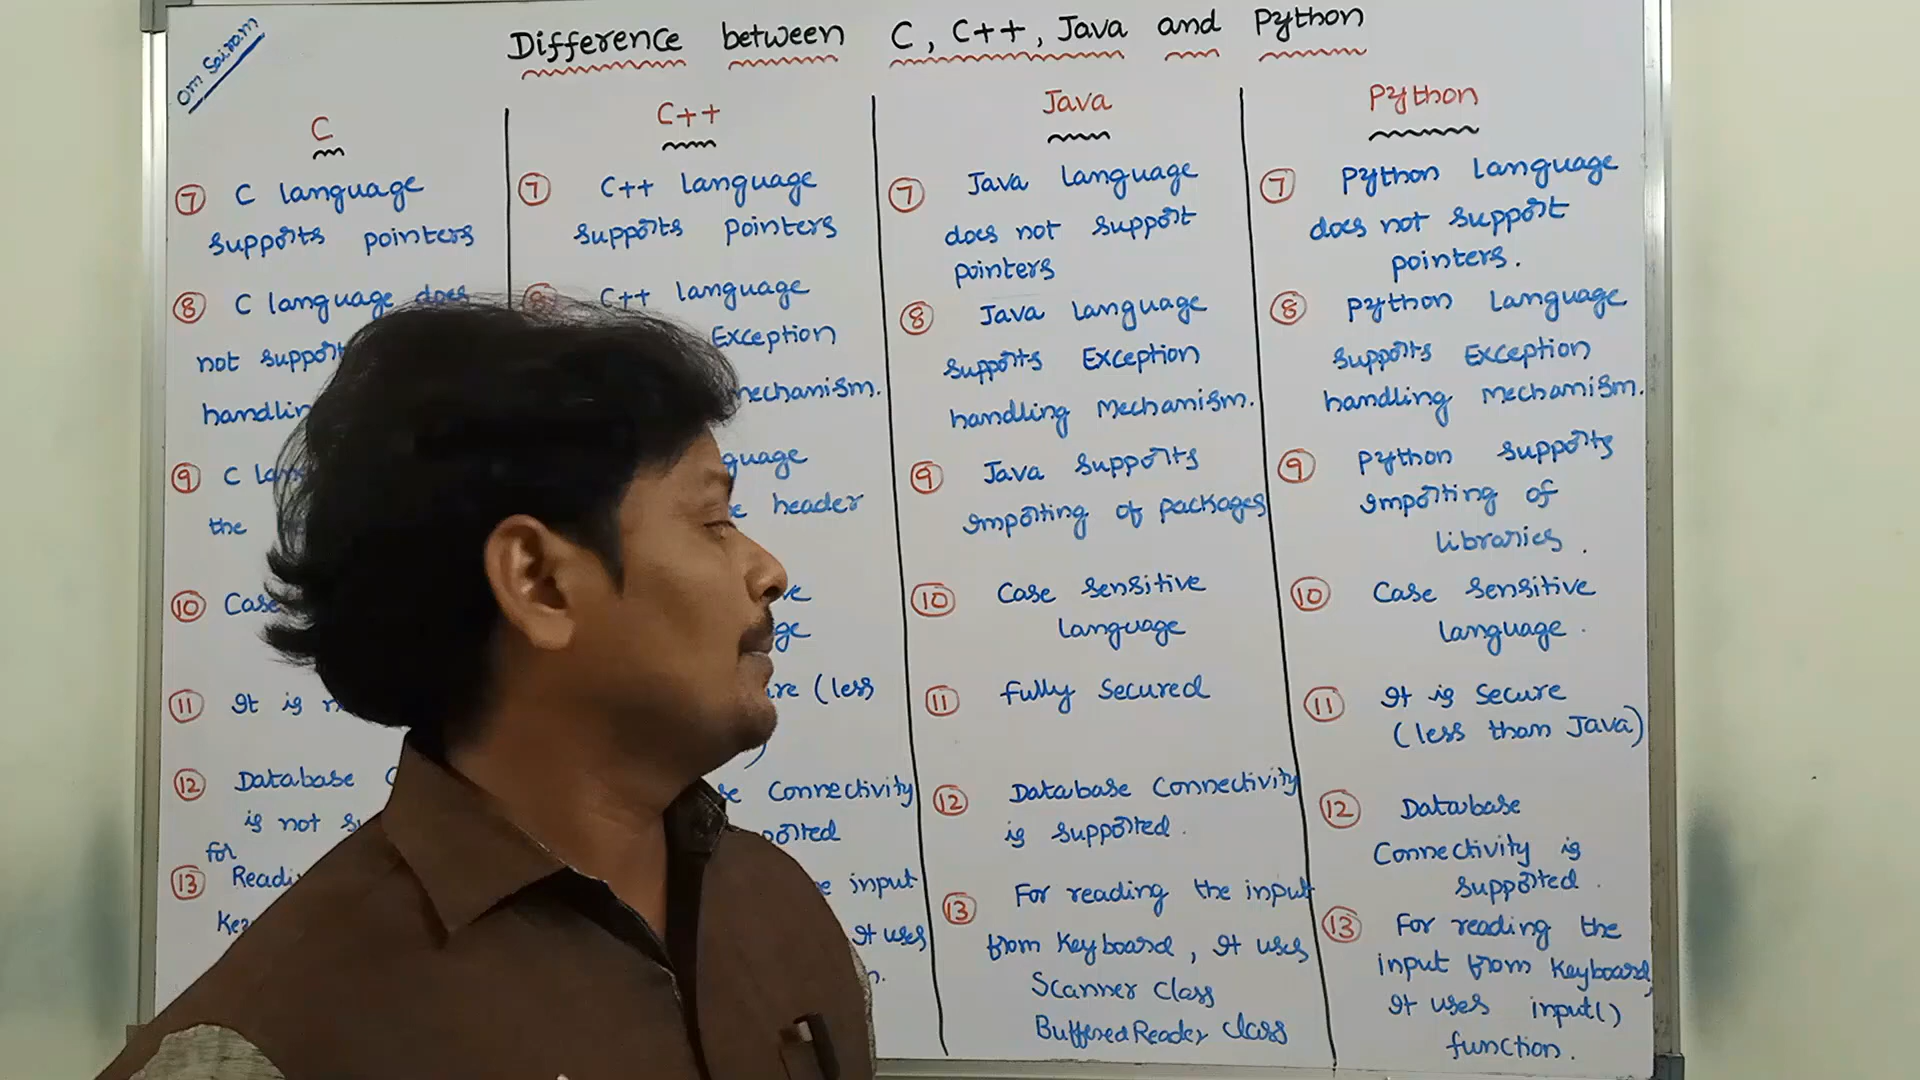 Om Sairam
Difference between C, C++, Java and Python
C
7 C language
supports pointers
8 C language does
not support
9 C
the
10 Case
11 It is
12 Database
is not
for
13
C++
7 C++ language
supports pointers
8 C++ language
Exception
mechanism.
header
(less
Connectivity
input
It uses
Java
7 Java language
does not support
pointers
8 Java language
supports Exception
handling Mechanism.
9 Java supports
importing of packages
10 Case sensitive
language
11 fully secured
12 Database Connectivity
is supported.
13 For reading the input
from Keyboard, It uses
Scanner Class
BufferedReader Class
Python
7 Python language
does not support
pointers.
8 Python language
supports Exception
handling Mechanism.
9 Python supports
importing of
libraries.
10 Case sensitive
language.
11 It is secure
(less than Java)
12 Database
Connectivity is
supported.
13 For reading the
input from Keyboard,
It uses input()
function.